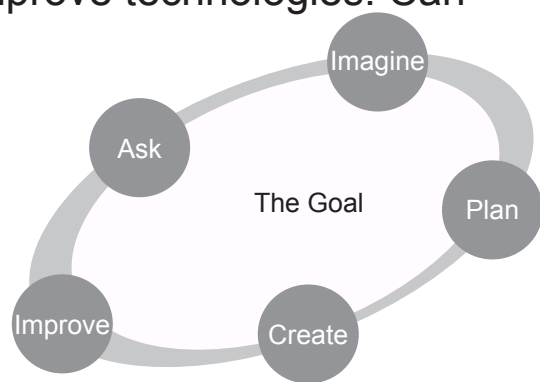 prove technologies. Can
Imagine
Ask
The Goal
Plan
Improve
Create